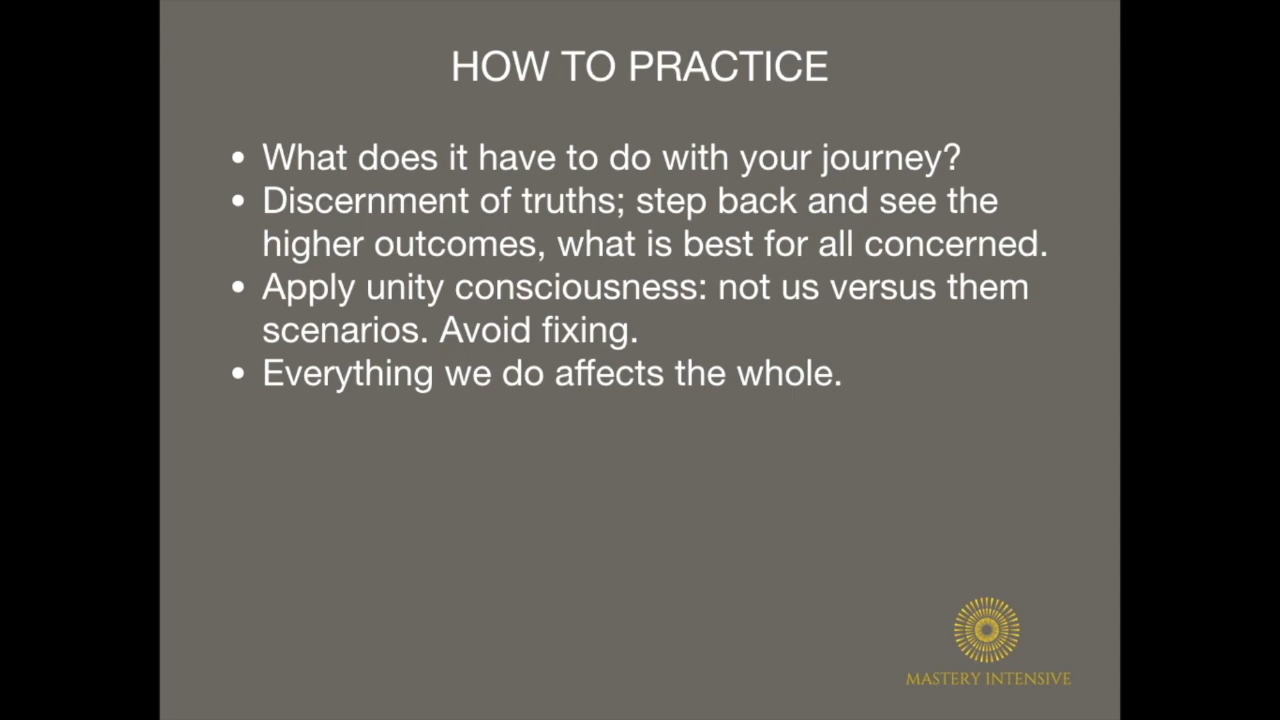 HOW TO PRACTICE
• What does it have to do with your journey?
• Discernment of truths; step back and see the
higher outcomes, what is best for all concerned.
• Apply unity consciousness: not us versus them
scenarios. Avoid fixing.
• Everything we do affects the whole.
MASTERY INTENSIVE